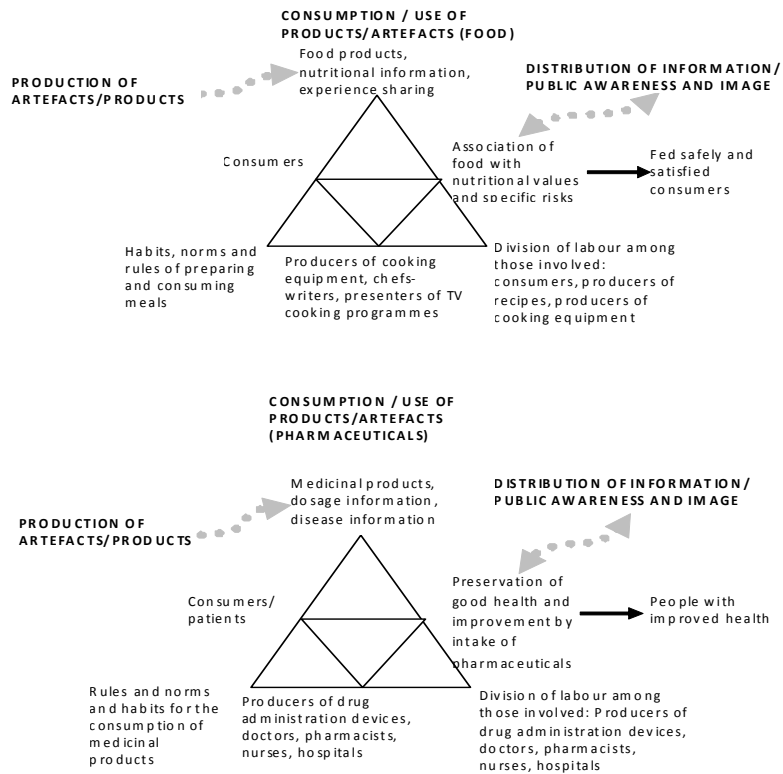 CONSUMPTION / USE OF
PRODUCTS/ARTEFACTS (FOOD)
Food products,
nutritional information,
experience sharing
PRODUCTION OF
ARTEFACTS/PRODUCTS
DISTRIBUTION OF INFORMATION/
PUBLIC AWARENESS AND IMAGE
Consumers
Association of
food with
nutritional values
and specific risks
Fed safely and
satisfied
consumers
Habits, norms and
rules of preparing
and consuming
meals
Producers of cooking
equipment, chefs-
writers, presenters of TV
cooking programmes
Division of labour among
those involved:
consumers, producers of
recipes, producers of
cooking equipment
CONSUMPTION / USE OF
PRODUCTS/ARTEFACTS
(PHARMACEUTICALS)
Medicinal products,
dosage information,
disease information
PRODUCTION OF
ARTEFACTS/PRODUCTS
DISTRIBUTION OF INFORMATION/
PUBLIC AWARENESS AND IMAGE
Consumers/
patients
Preservation of
good health and
improvement by
intake of
pharmaceuticals
People with
improved health
Rules and norms
and habits for the
consumption of
medicinal
products
Producers of drug
administration devices,
doctors, pharmacists,
nurses, hospitals
Division of labour among
those involved: Producers of
drug administration devices,
doctors, pharmacists,
nurses, hospitals